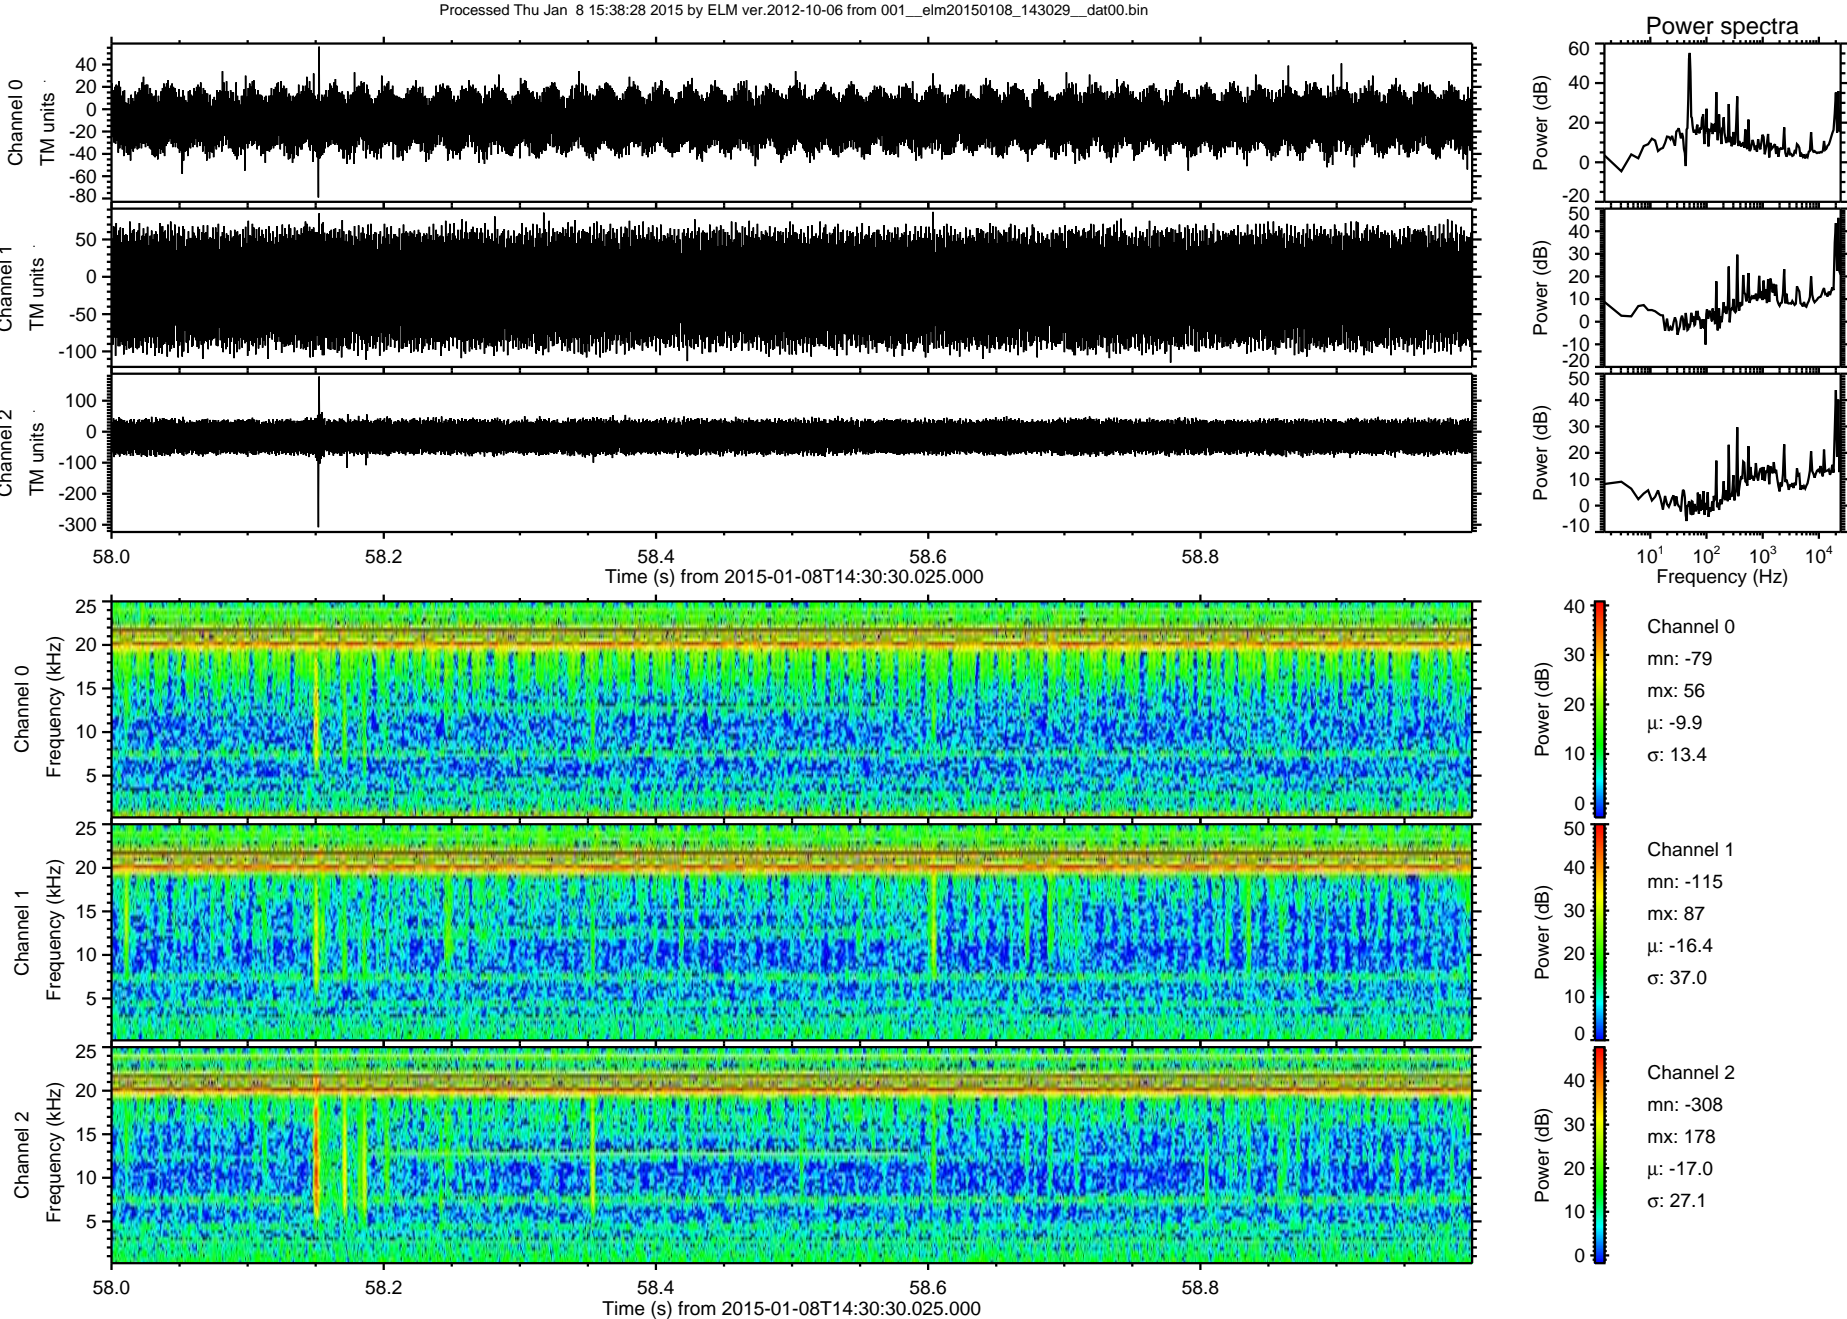 Processed Thu Jan  8 15:38:28 2015 by ELM ver.2012-10-06 from 001__elm20150108_143029__dat00.bin
Power spectra
Channel 0
TM units
40
20
0
-20
-40
-60
-80
Power (dB)
60
40
20
0
-20
Channel 1
TM units
50
0
-50
-100
Power (dB)
50
40
30
20
10
0
-10
-20
Channel 2
TM units
100
0
-100
-200
-300
Power (dB)
50
40
30
20
10
0
-10
58.0 58.2 58.4 58.6 58.8
Time (s) from 2015-01-08T14:30:30.025.000
10^1 10^2 10^3 10^4
Frequency (Hz)
Channel 0
Frequency (kHz)
25
20
15
10
5
Power (dB)
40
30
20
10
0
Channel 0
mn: -79
mx: 56
μ: -9.9
σ: 13.4
Channel 1
Frequency (kHz)
25
20
15
10
5
Power (dB)
50
40
30
20
10
0
Channel 1
mn: -115
mx: 87
μ: -16.4
σ: 37.0
Channel 2
Frequency (kHz)
25
20
15
10
5
Power (dB)
40
30
20
10
0
Channel 2
mn: -308
mx: 178
μ: -17.0
σ: 27.1
58.0 58.2 58.4 58.6 58.8
Time (s) from 2015-01-08T14:30:30.025.000